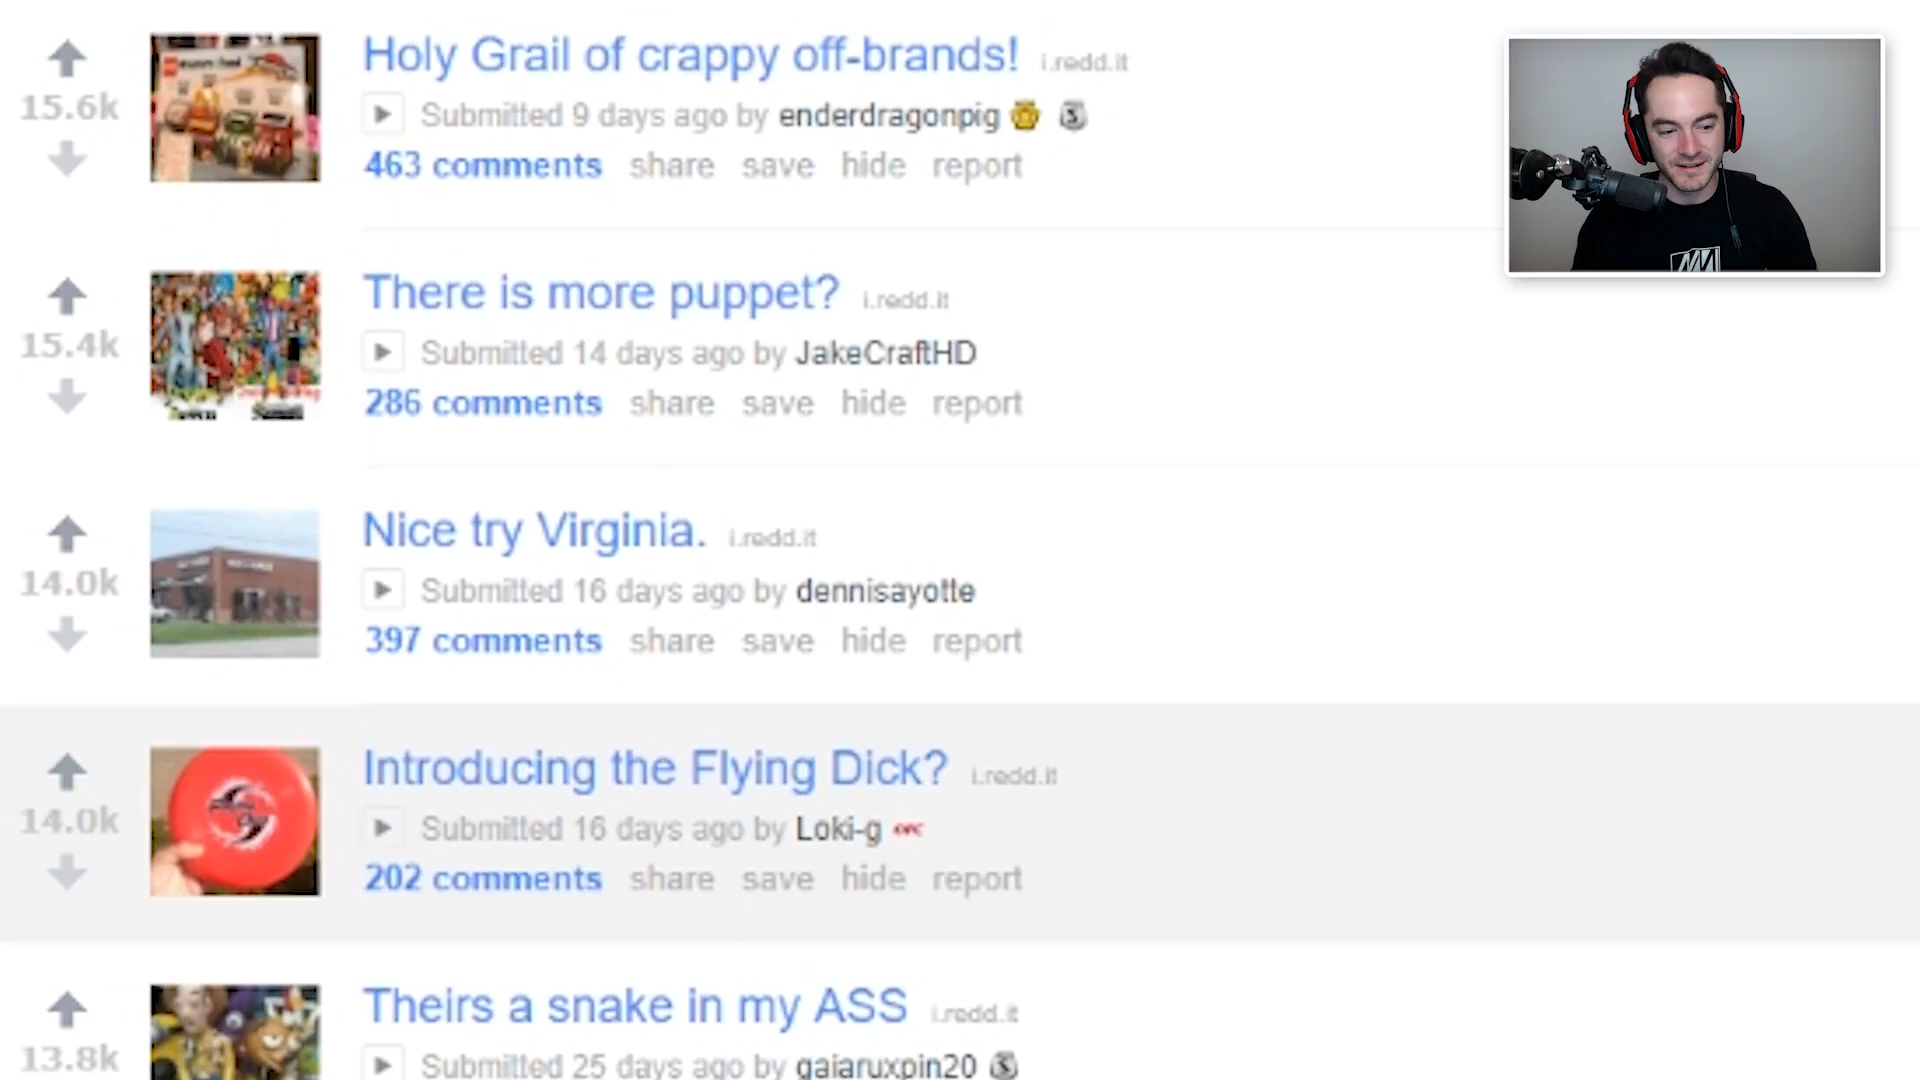 Holy Grail of crappy off-brands! i.redd.it
15.6k
Submitted 9 days ago by enderdragonpig
463 comments share save hide report
There is more puppet? i.redd.it
15.4k
Submitted 14 days ago by JakeCraftHD
286 comments share save hide report
Nice try Virginia. i.redd.it
14.0k
Submitted 16 days ago by dennisayotte
397 comments share save hide report
Introducing the Flying Dick? i.redd.it
14.0k
Submitted 16 days ago by Loki-g
202 comments share save hide report
Theirs a snake in my ASS i.redd.it
13.8k
Submitted 25 days ago by gaiaruxpin20